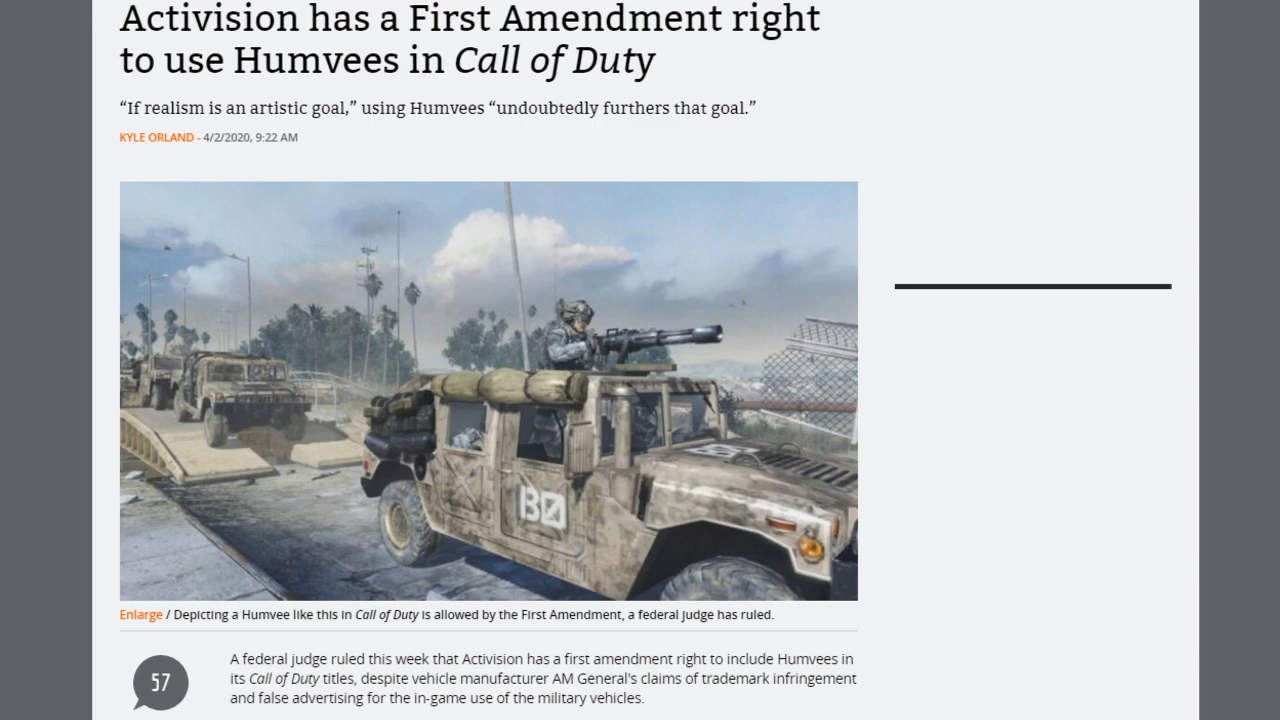 Activision has a First Amendment right
to use Humvees in Call of Duty
“If realism is an artistic goal,” using Humvees “undoubtedly furthers that goal.”
KYLE ORLAND - 4/2/2020, 9:22 AM
B0
Enlarge / Depicting a Humvee like this in Call of Duty is allowed by the First Amendment, a federal judge has ruled.
57
A federal judge ruled this week that Activision has a first amendment right to include Humvees in
its Call of Duty titles, despite vehicle manufacturer AM General's claims of trademark infringement
and false advertising for the in-game use of the military vehicles.